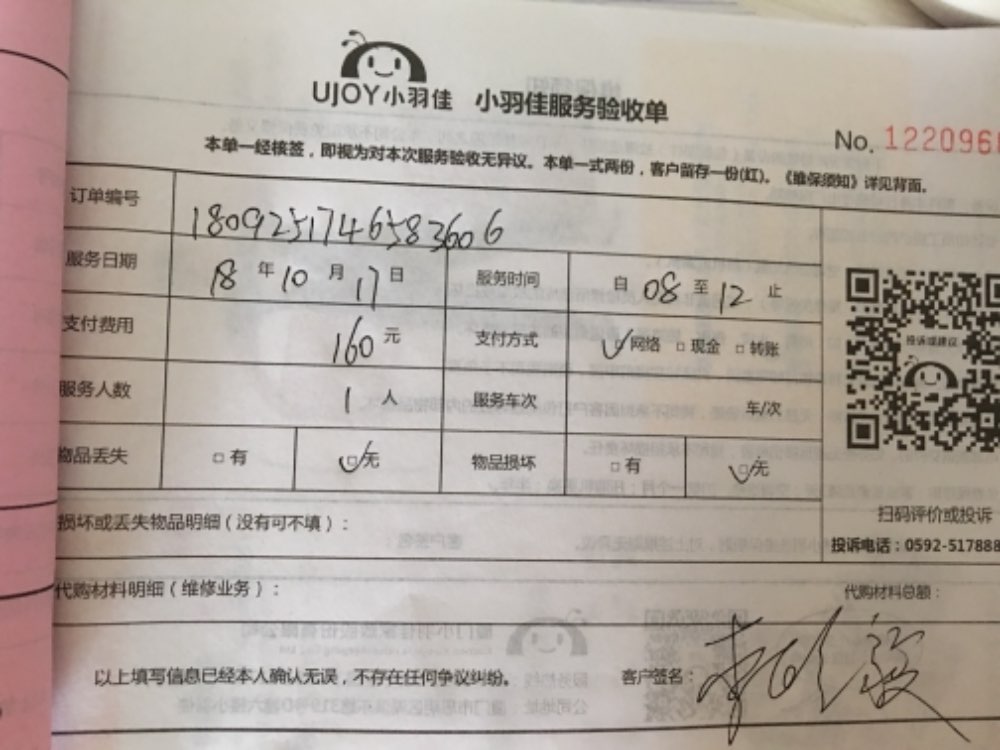 UJOY小羽佳 小羽佳服务验收单
No. 1220968
本单一经核签，即视为对本次服务验收无异议。本单一式两份，客户留存一份(红)。《维保须知》详见背面。
订单编号 1809251746583606
服务日期 18 年 10 月 17 日 服务时间 自 08 至 12 止
支付费用 160 元 支付方式 网络 现金 转账
投诉或建议
服务人数 1 人 服务车次 车/次
物品丢失 有 无 物品损坏 有 无
损坏或丢失物品明细（没有可不填）：
扫码评价或投诉
投诉电话：0592-517888
代购材料明细（维修业务）： 代购材料总额：
以上填写信息已经本人确认无误，不存在任何争议纠纷。 客户签名：